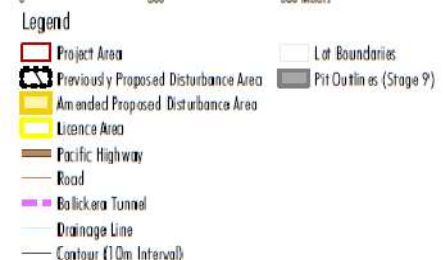 Legend
Project Area
Previously Proposed Disturbance Area
Amended Proposed Disturbance Area
Licence Area
Pacific Highway
Road
Balickera Tunnel
Drainage Line
Contour (10m Interval)
Lot Boundaries
Pit Outlines (Stage 9)